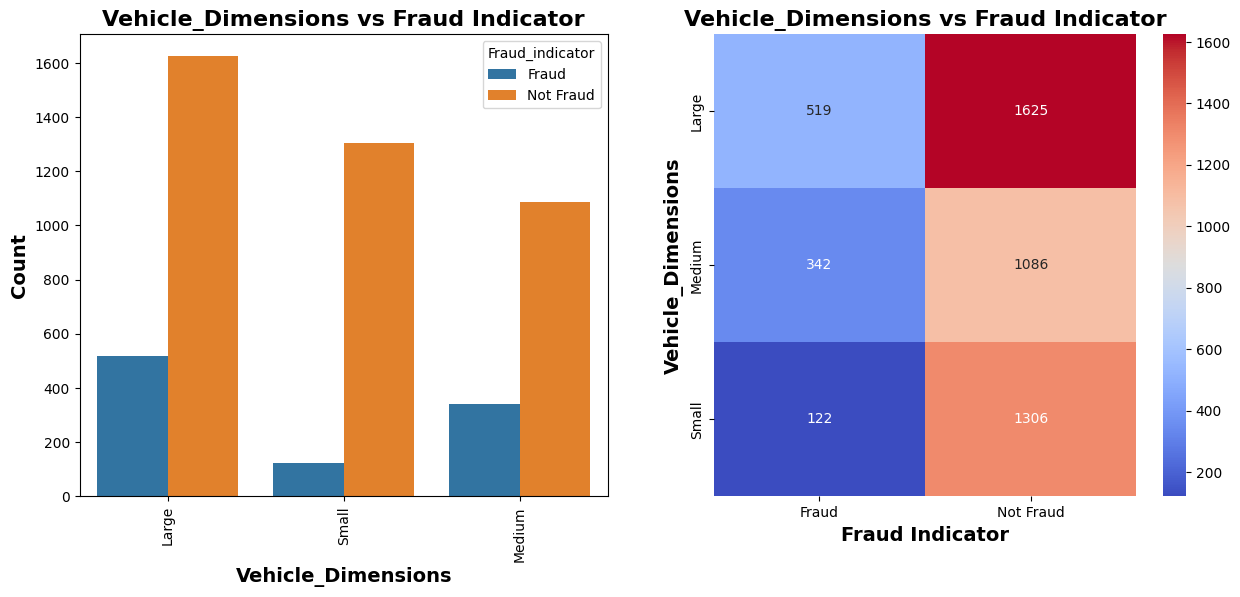 Vehicle_Dimensions vs Fraud Indicator
Count
1600
1400
1200
1000
800
600
400
200
0
Fraud_indicator
Fraud
Not Fraud
Large
Small
Medium
Vehicle_Dimensions
Vehicle_Dimensions vs Fraud Indicator
Vehicle_Dimensions
Large
519
1625
Medium
342
1086
Small
122
1306
Fraud
Not Fraud
Fraud Indicator
1600
1400
1200
1000
800
600
400
200